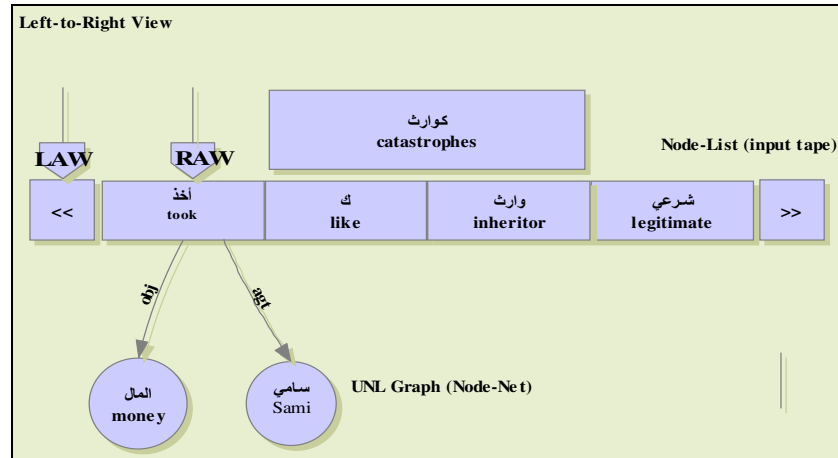 Left-to-Right View
كوارث
catastrophes
LAW
RAW
Node-List (input tape)
<<
أخذ
took
ك
like
وارث
inheritor
شرعي
legitimate
>>
obj
agt
المال
money
سامي
Sami
UNL Graph (Node-Net)